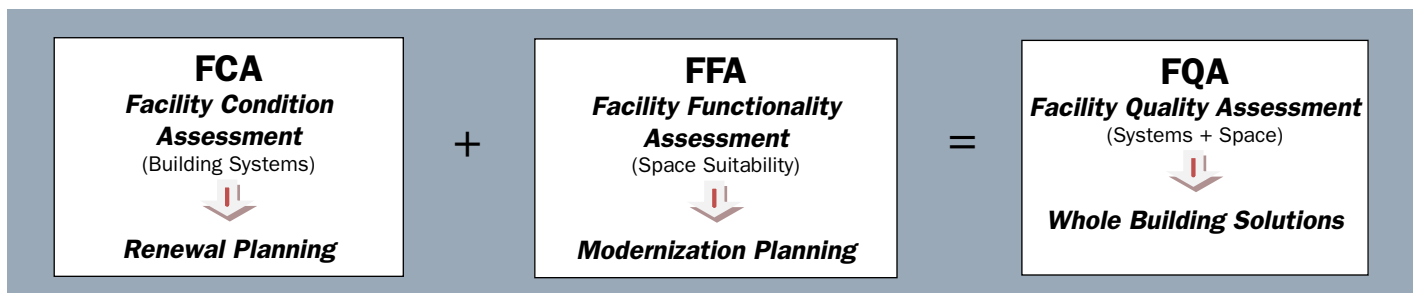 FCA
Facility Condition
Assessment
(Building Systems)
Renewal Planning
+
FFA
Facility Functionality
Assessment
(Space Suitability)
Modernization Planning
=
FQA
Facility Quality Assessment
(Systems + Space)
Whole Building Solutions